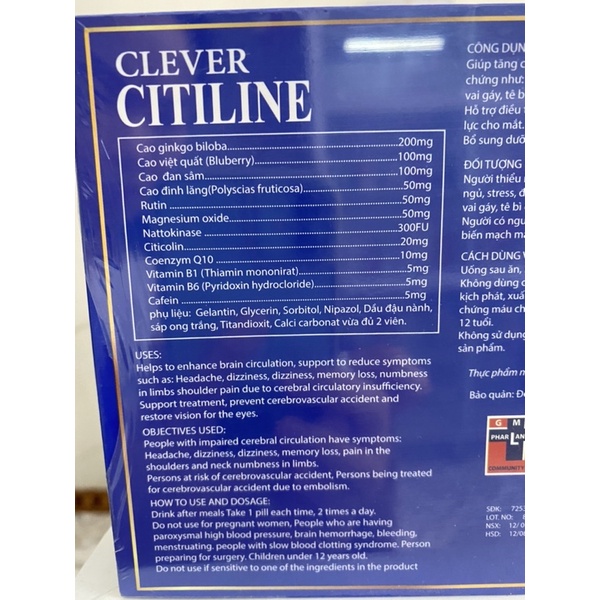 CLEVER
CITILINE
Cao ginkgo biloba........200mg
Cao việt quất (Bluberry)........100mg
Cao đan sâm........100mg
Cao đinh lăng(Polyscias fruticosa)........50mg
Rutin........50mg
Magnesium oxide........50mg
Nattokinase........300FU
Citicolin........20mg
Coenzym Q10........10mg
Vitamin B1 (Thiamin mononirat)........5mg
Vitamin B6 (Pyridoxin hydrocloride)........5mg
Cafein........5mg
phụ liệu: Gelantin, Glycerin, Sorbitol, Nipazol, Dầu đậu nành,
sáp ong trắng, Titandioxit, Calci carbonat vừa đủ 2 viên.
USES:
Helps to enhance brain circulation, support to reduce symptoms
such as: Headache, dizziness, dizziness, memory loss, numbness
in limbs shoulder pain due to cerebral circulatory insufficiency.
Support treatment, prevent cerebrovascular accident and
restore vision for the eyes.
OBJECTIVES USED:
People with impaired cerebral circulation have symptoms:
Headache, dizziness, dizziness, memory loss, pain in the
shoulders and neck numbness in limbs.
Persons at risk of cerebrovascular accident, Persons being treated
for cerebrovascular accident due to embolism.
HOW TO USE AND DOSAGE:
Drink after meals Take 1 pill each time, 2 times a day.
Do not use for pregnant women, People who are having
paroxysmal high blood pressure, brain hemorrhage, bleeding,
menstruating. people with slow blood clotting syndrome. Person
preparing for surgery. Children under 12 years old.
Do not use if sensitive to one of the ingredients in the product
CÔNG DỤN
Giúp tăng c
chứng như:
vai gáy, tê b
Hỗ trợ điều
lực cho mắt.
Bổ sung dưỡ
ĐỐI TƯỢNG
Người thiểu
ngủ, stress, đ
vai gáy, tê bì
Người có ngu
biến mạch m
CÁCH DÙNG V
Uống sau ăn,
Không dùng c
kịch phát, xuấ
chứng máu ch
12 tuổi.
Không sử dụng
sản phẩm.
Thực phẩm n
Bảo quản: Đ
G M
PHAR
COMMUNITY
SĐK: 725
LOT. NO:
NSX: 12/0
HSD: 12/0